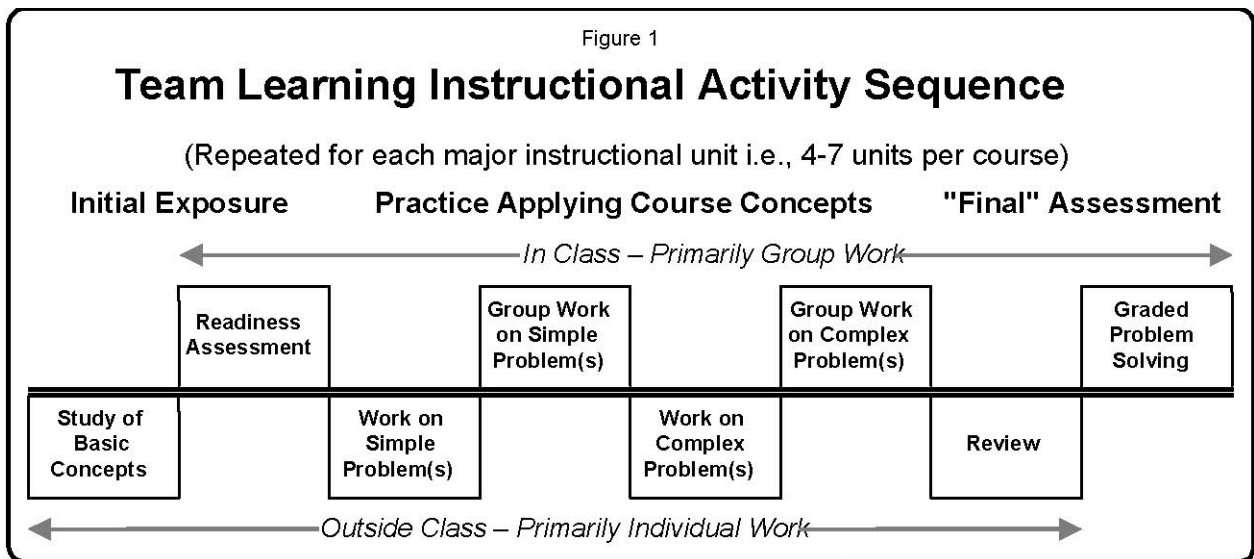 Figure 1
Team Learning Instructional Activity Sequence
(Repeated for each major instructional unit i.e., 4-7 units per course)
Initial Exposure
Practice Applying Course Concepts
"Final" Assessment
In Class – Primarily Group Work
Readiness
Assessment
Group Work
on Simple
Problem(s)
Group Work
on Complex
Problem(s)
Graded
Problem
Solving
Study of
Basic
Concepts
Work on
Simple
Problem(s)
Work on
Complex
Problem(s)
Review
Outside Class – Primarily Individual Work